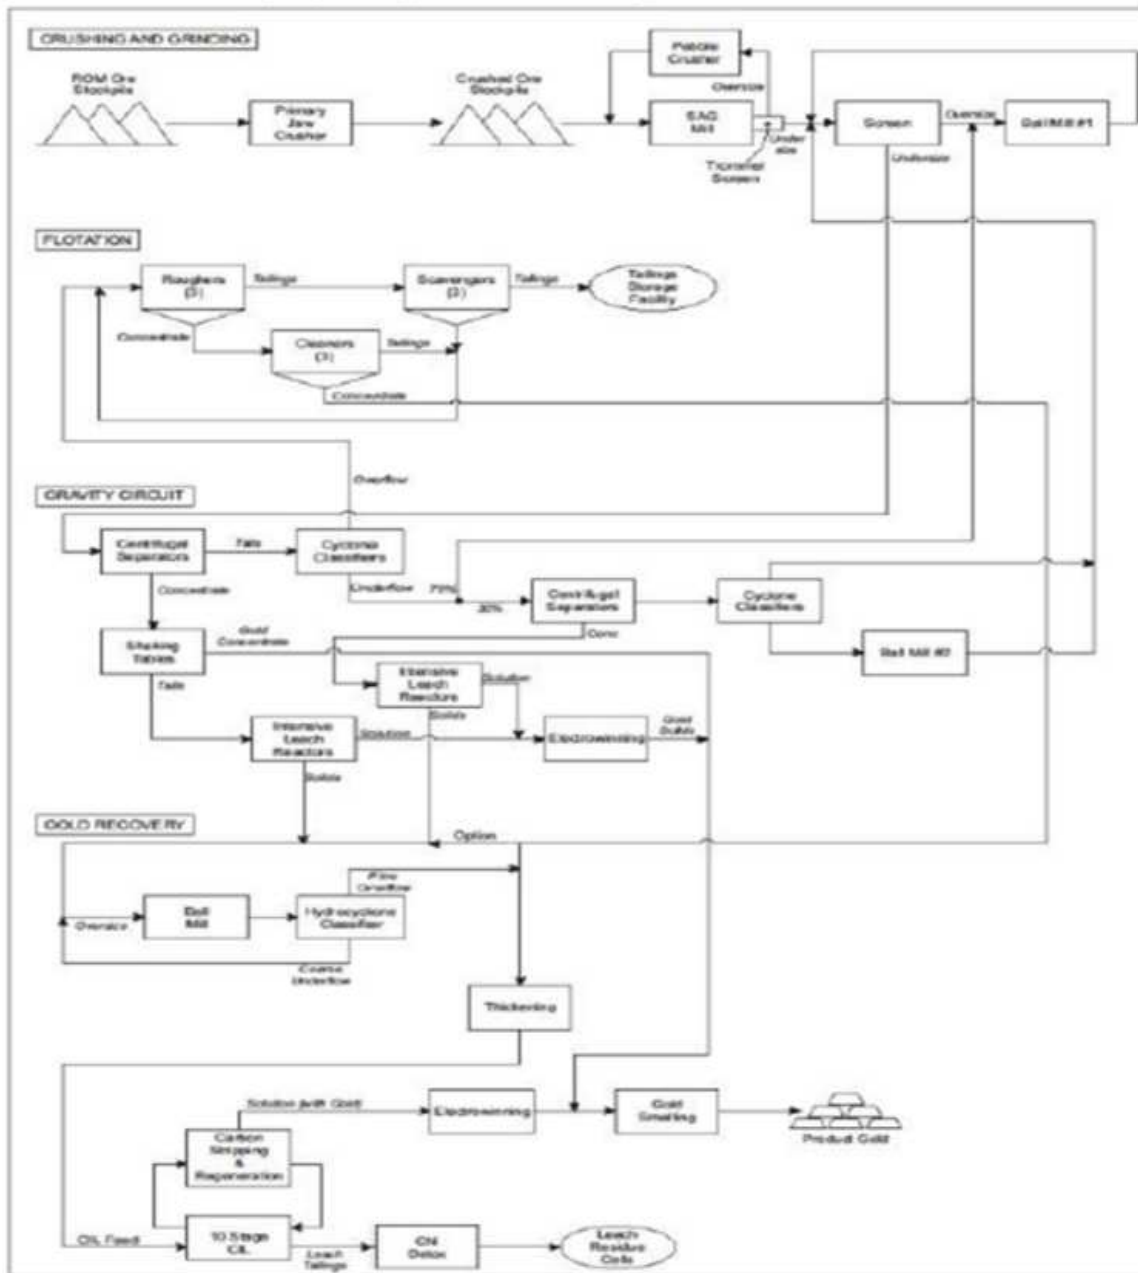 CRUSHING AND GRINDING
ROM Ore
Stockpile
Primary
Jaw
Crusher
Crushed Ore
Stockpile
Pebble
Crusher
Oversize
SAG
Mill
Under
size
Trommel
Screen
Screen
Oversize
Undersize
Ball Mill #1
FLOTATION
Roughers
(3)
Tailings
Scavengers
(3)
Tailings
Tailings
Storage
Facility
Concentrate
Cleaners
(3)
Tailings
Concentrate
Overflow
GRAVITY CIRCUIT
Centrifugal
Separators
Tails
Cyclone
Classifiers
Concentrate
Underflow
30%
Centrifugal
Separators
Conc
Cyclone
Classifiers
Ball Mill #2
Shaking
Tables
Gold
Concentrate
Tails
Intensive
Leach
Reactors
Solution
Solids
Intensive
Leach
Reactors
Solution
Solids
Electrowinning
Gold
GOLD RECOVERY
Option
Fine
Overflow
Oversize
Ball
Mill
Hydrocyclone
Classifier
Coarse
Underflow
Thickening
Solution (with Gold)
Electrowinning
Gold
Smelting
Product Gold
Carbon
Stripping
&
Regeneration
CIL Feed
10 Stage
CIL
Leach
Tailings
CN
Detox
Leach
Residue
Cells